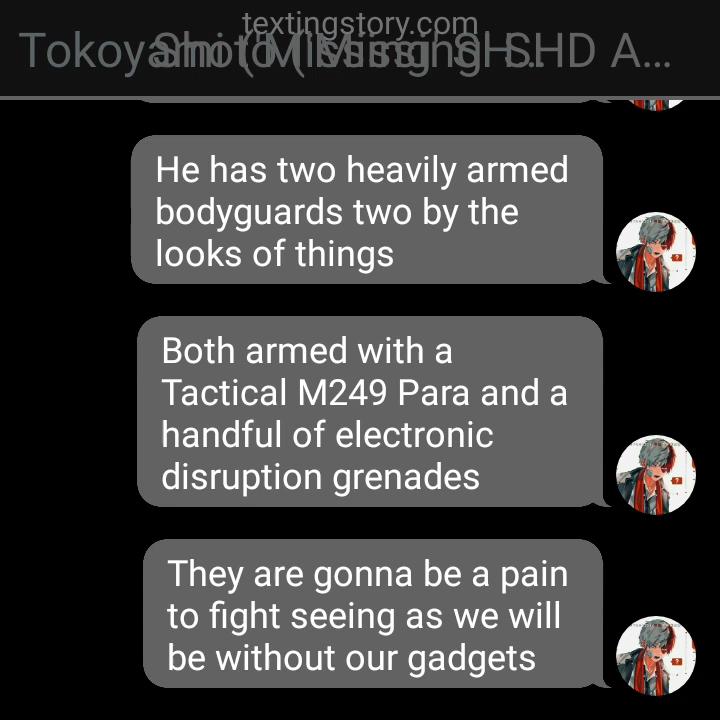 textingstory.com
He has two heavily armed
bodyguards two by the
looks of things
Both armed with a
Tactical M249 Para and a
handful of electronic
disruption grenades
They are gonna be a pain
to fight seeing as we will
be without our gadgets